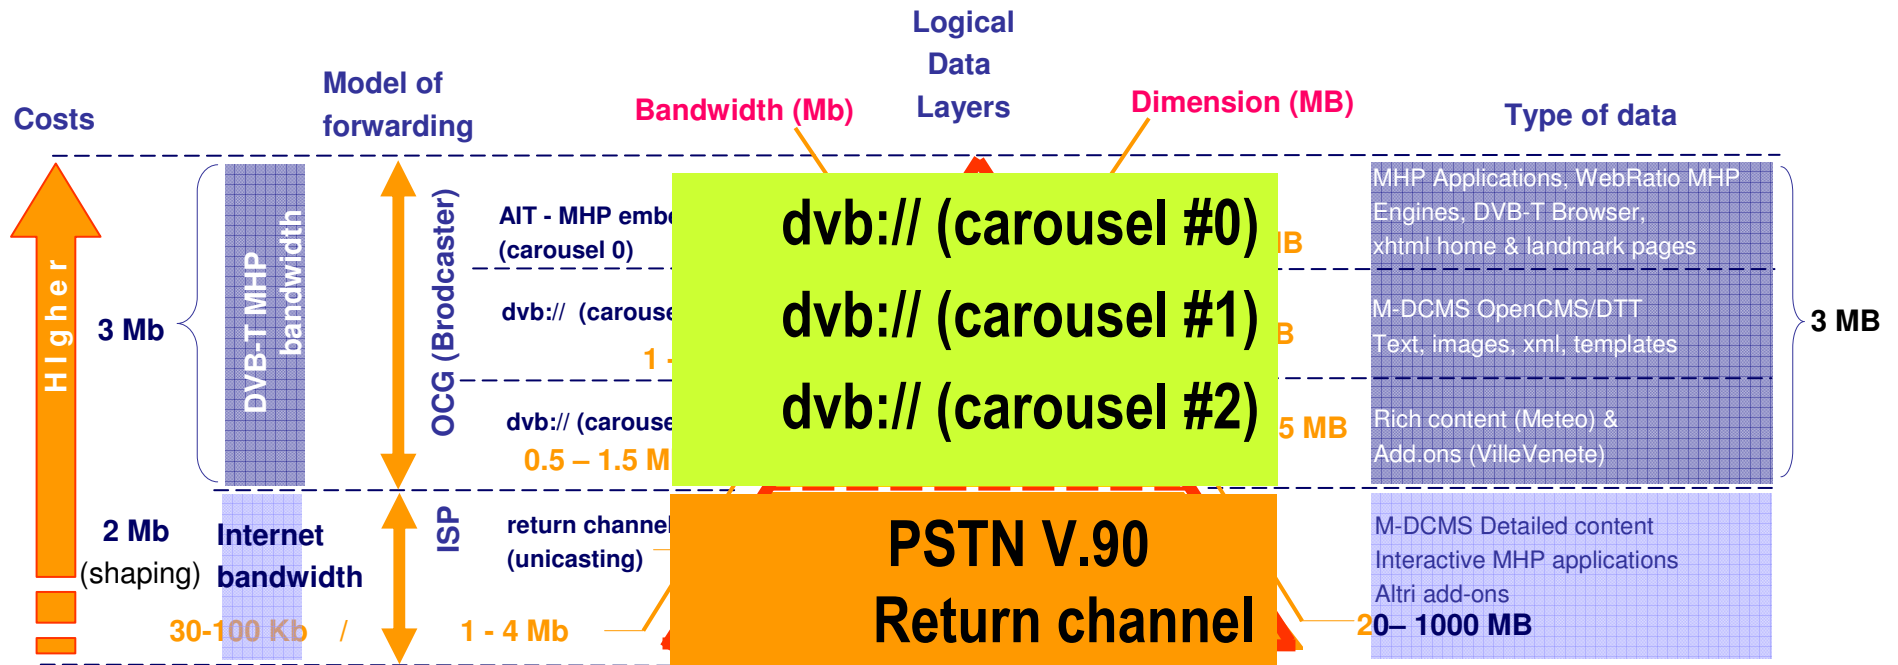 Logical
Data
Layers
Model of
forwarding
Costs
Bandwidth (Mb)
Dimension (MB)
Type of data
HIgher
3 Mb
DVB-T MHP
bandwidth
OCG (Brodcaster)
AIT - MHP embe
(carousel 0)
dvb:// (carousel #0)
MB
MHP Applications, WebRatio MHP
Engines, DVB-T Browser,
xhtml home & landmark pages
dvb:// (carouse
1 -
dvb:// (carousel #1)
B
M-DCMS OpenCMS/DTT
Text, images, xml, templates
3 MB
dvb:// (carouse
0.5 – 1.5 M
dvb:// (carousel #2)
5 MB
Rich content (Meteo) &
Add.ons (VilleVenete)
2 Mb
(shaping)
Internet
bandwidth
ISP
return channel
(unicasting)
PSTN V.90
Return channel
M-DCMS Detailed content
Interactive MHP applications
Altri add-ons
30-100 Kb / 1 - 4 Mb
20– 1000 MB